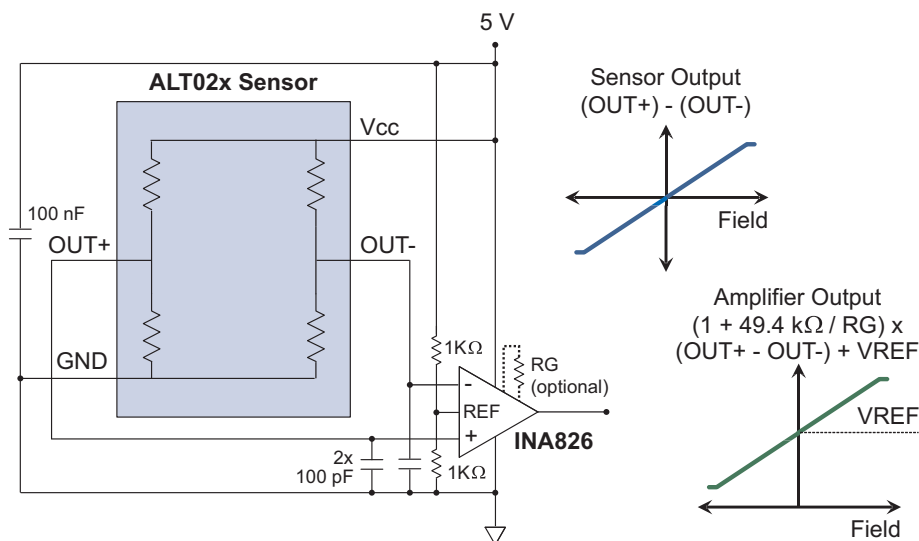 5 V
ALT02x Sensor
Vcc
100 nF
OUT+
OUT-
GND
1KΩ
RG
(optional)
-
REF
+
INA826
2x
100 pF
1KΩ
Sensor Output
(OUT+) - (OUT-)
Field
Amplifier Output
(1 + 49.4 kΩ / RG) x
(OUT+ - OUT-) + VREF
VREF
Field